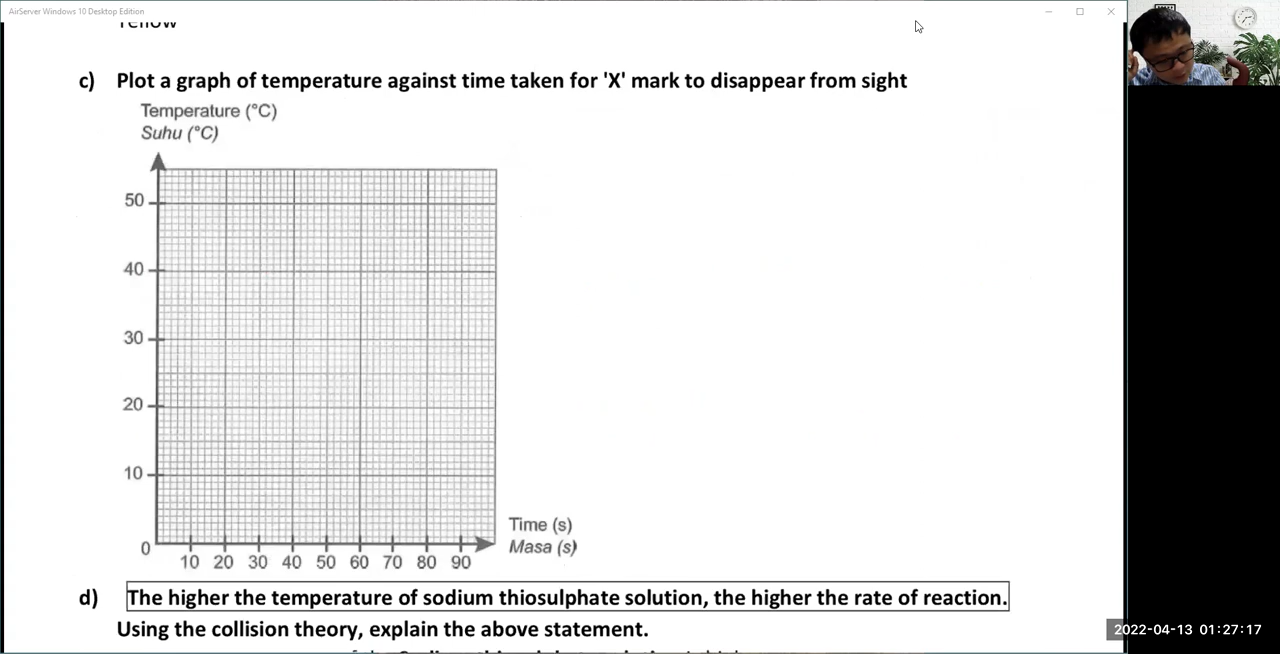 AirServer Windows 10 Desktop Edition
Yellow
c) Plot a graph of temperature against time taken for 'X' mark to disappear from sight
Temperature (°C)
Suhu (°C)
50
40
30
20
10
0
10 20 30 40 50 60 70 80 90
Time (s)
Masa (s)
d) The higher the temperature of sodium thiosulphate solution, the higher the rate of reaction.
Using the collision theory, explain the above statement.
2022-04-13 01:27:17